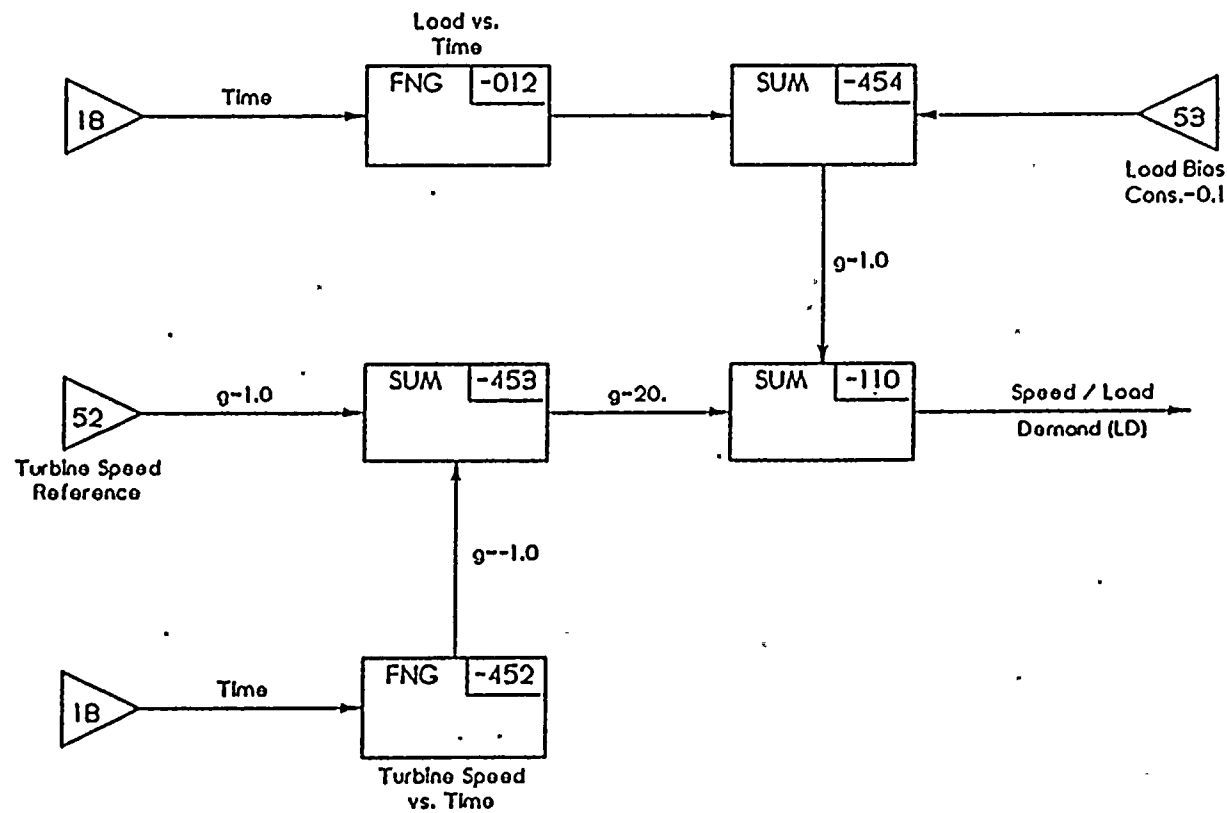 Load vs.
Time
18
Time
FNG
-012
SUM
-454
53
Load Bias
Cons.-0.1
g-1.0
52
Turbine Speed
Reference
g-1.0
SUM
-453
g-20.
SUM
-110
Speed / Load
Demand (LD)
g--1.0
18
Time
FNG
-452
Turbine Speed
vs. Time